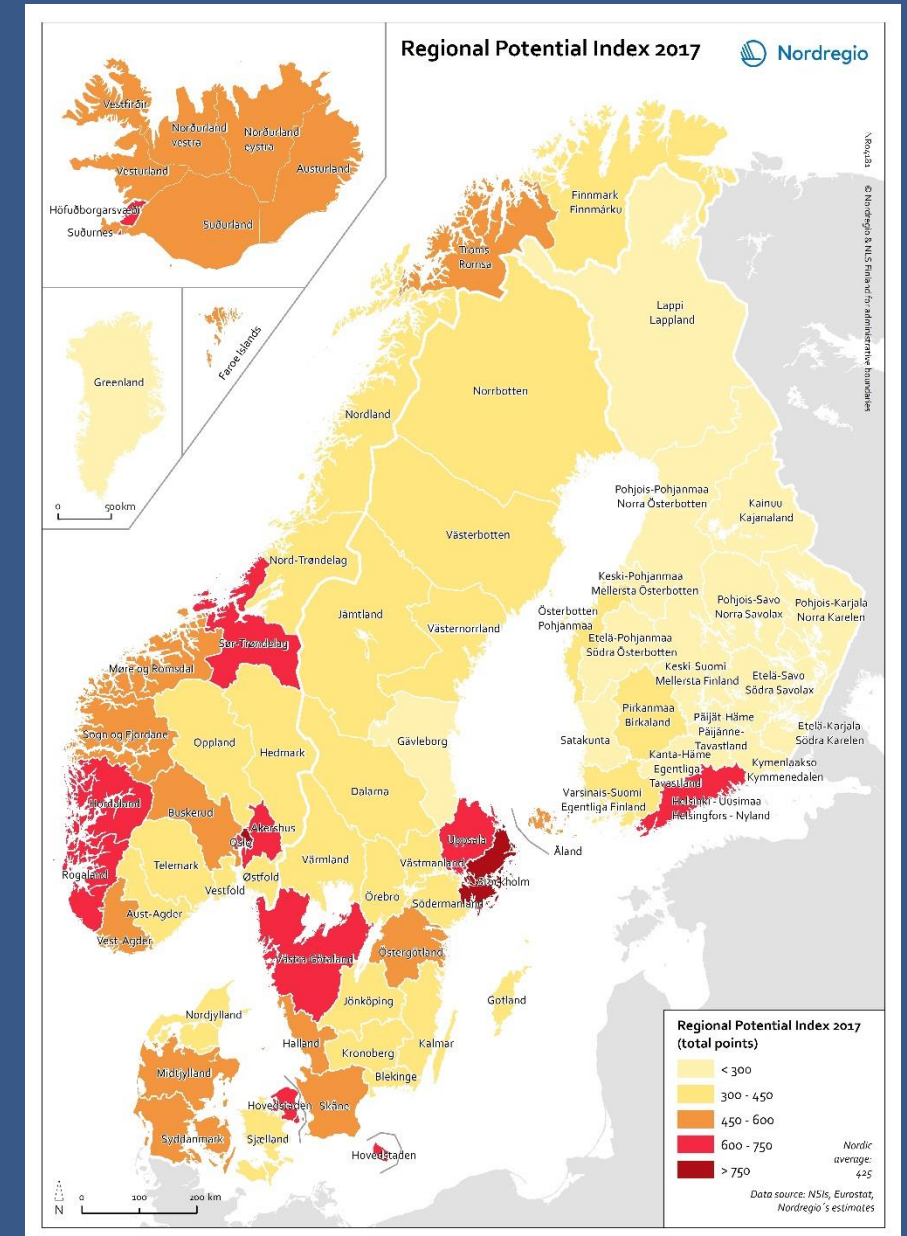 Regional Potential Index 2017
Nordregio
NR04181 © Nordregio & NLS Finland for administrative boundaries
Vestfirðir
Norðurland
vestra
Norðurland
eystra
Vesturland
Austurland
Höfuðborgarsvæði
Suðurnes
Suðurland
Greenland
Faroe Islands
0 500km
Finnmark
Finnmárku
Troms
Romsa
Lappi
Lappland
Norrbotten
Nordland
Pohjois-Pohjanmaa
Norra Österbotten
Kainuu
Kajanaland
Västerbotten
Nord-Trøndelag
Keski-Pohjanmaa
Mellersta Österbotten
Pohjois-Savo
Norra Savolax
Pohjois-Karjala
Norra Karelen
Jämtland
Österbotten
Pohjanmaa
Västernorrland
Etelä-Pohjanmaa
Södra Österbotten
Sør-Trøndelag
Keski-Suomi
Mellersta Finland
Etelä-Savo
Södra Savolax
Møre og Romsdal
Pirkanmaa
Birkaland
Päijät-Häme
Päijänne-
Tavastland
Etelä-Karjala
Södra Karelen
Sogn og Fjordane
Oppland
Hedmark
Gävleborg
Satakunta
Kanta-Häme
Egentliga
Tavastland
Kymenlaakso
Kymmenedalen
Dalarna
Varsinais-Suomi
Egentliga Finland
Helsinki - Uusimaa
Helsingfors - Nyland
Hordaland
Buskerud
Akershus
Oslo
Uppsala
Åland
Telemark
Värmland
Västmanland
Rogaland
Vestfold
Østfold
Stockholm
Örebro
Södermanland
Aust-Agder
Vest-Agder
Västra Götaland
Östergötland
Jönköping
Gotland
Nordjylland
Halland
Kronoberg
Kalmar
Blekinge
Midtjylland
Hovedstaden
Skåne
Syddanmark
Sjælland
Hovedstaden
Regional Potential Index 2017
(total points)
< 300
300 - 450
450 - 600
600 - 750
> 750
Nordic
average:
425
Data source: NSIs, Eurostat,
Nordregio´s estimates
N
0 100 200 km